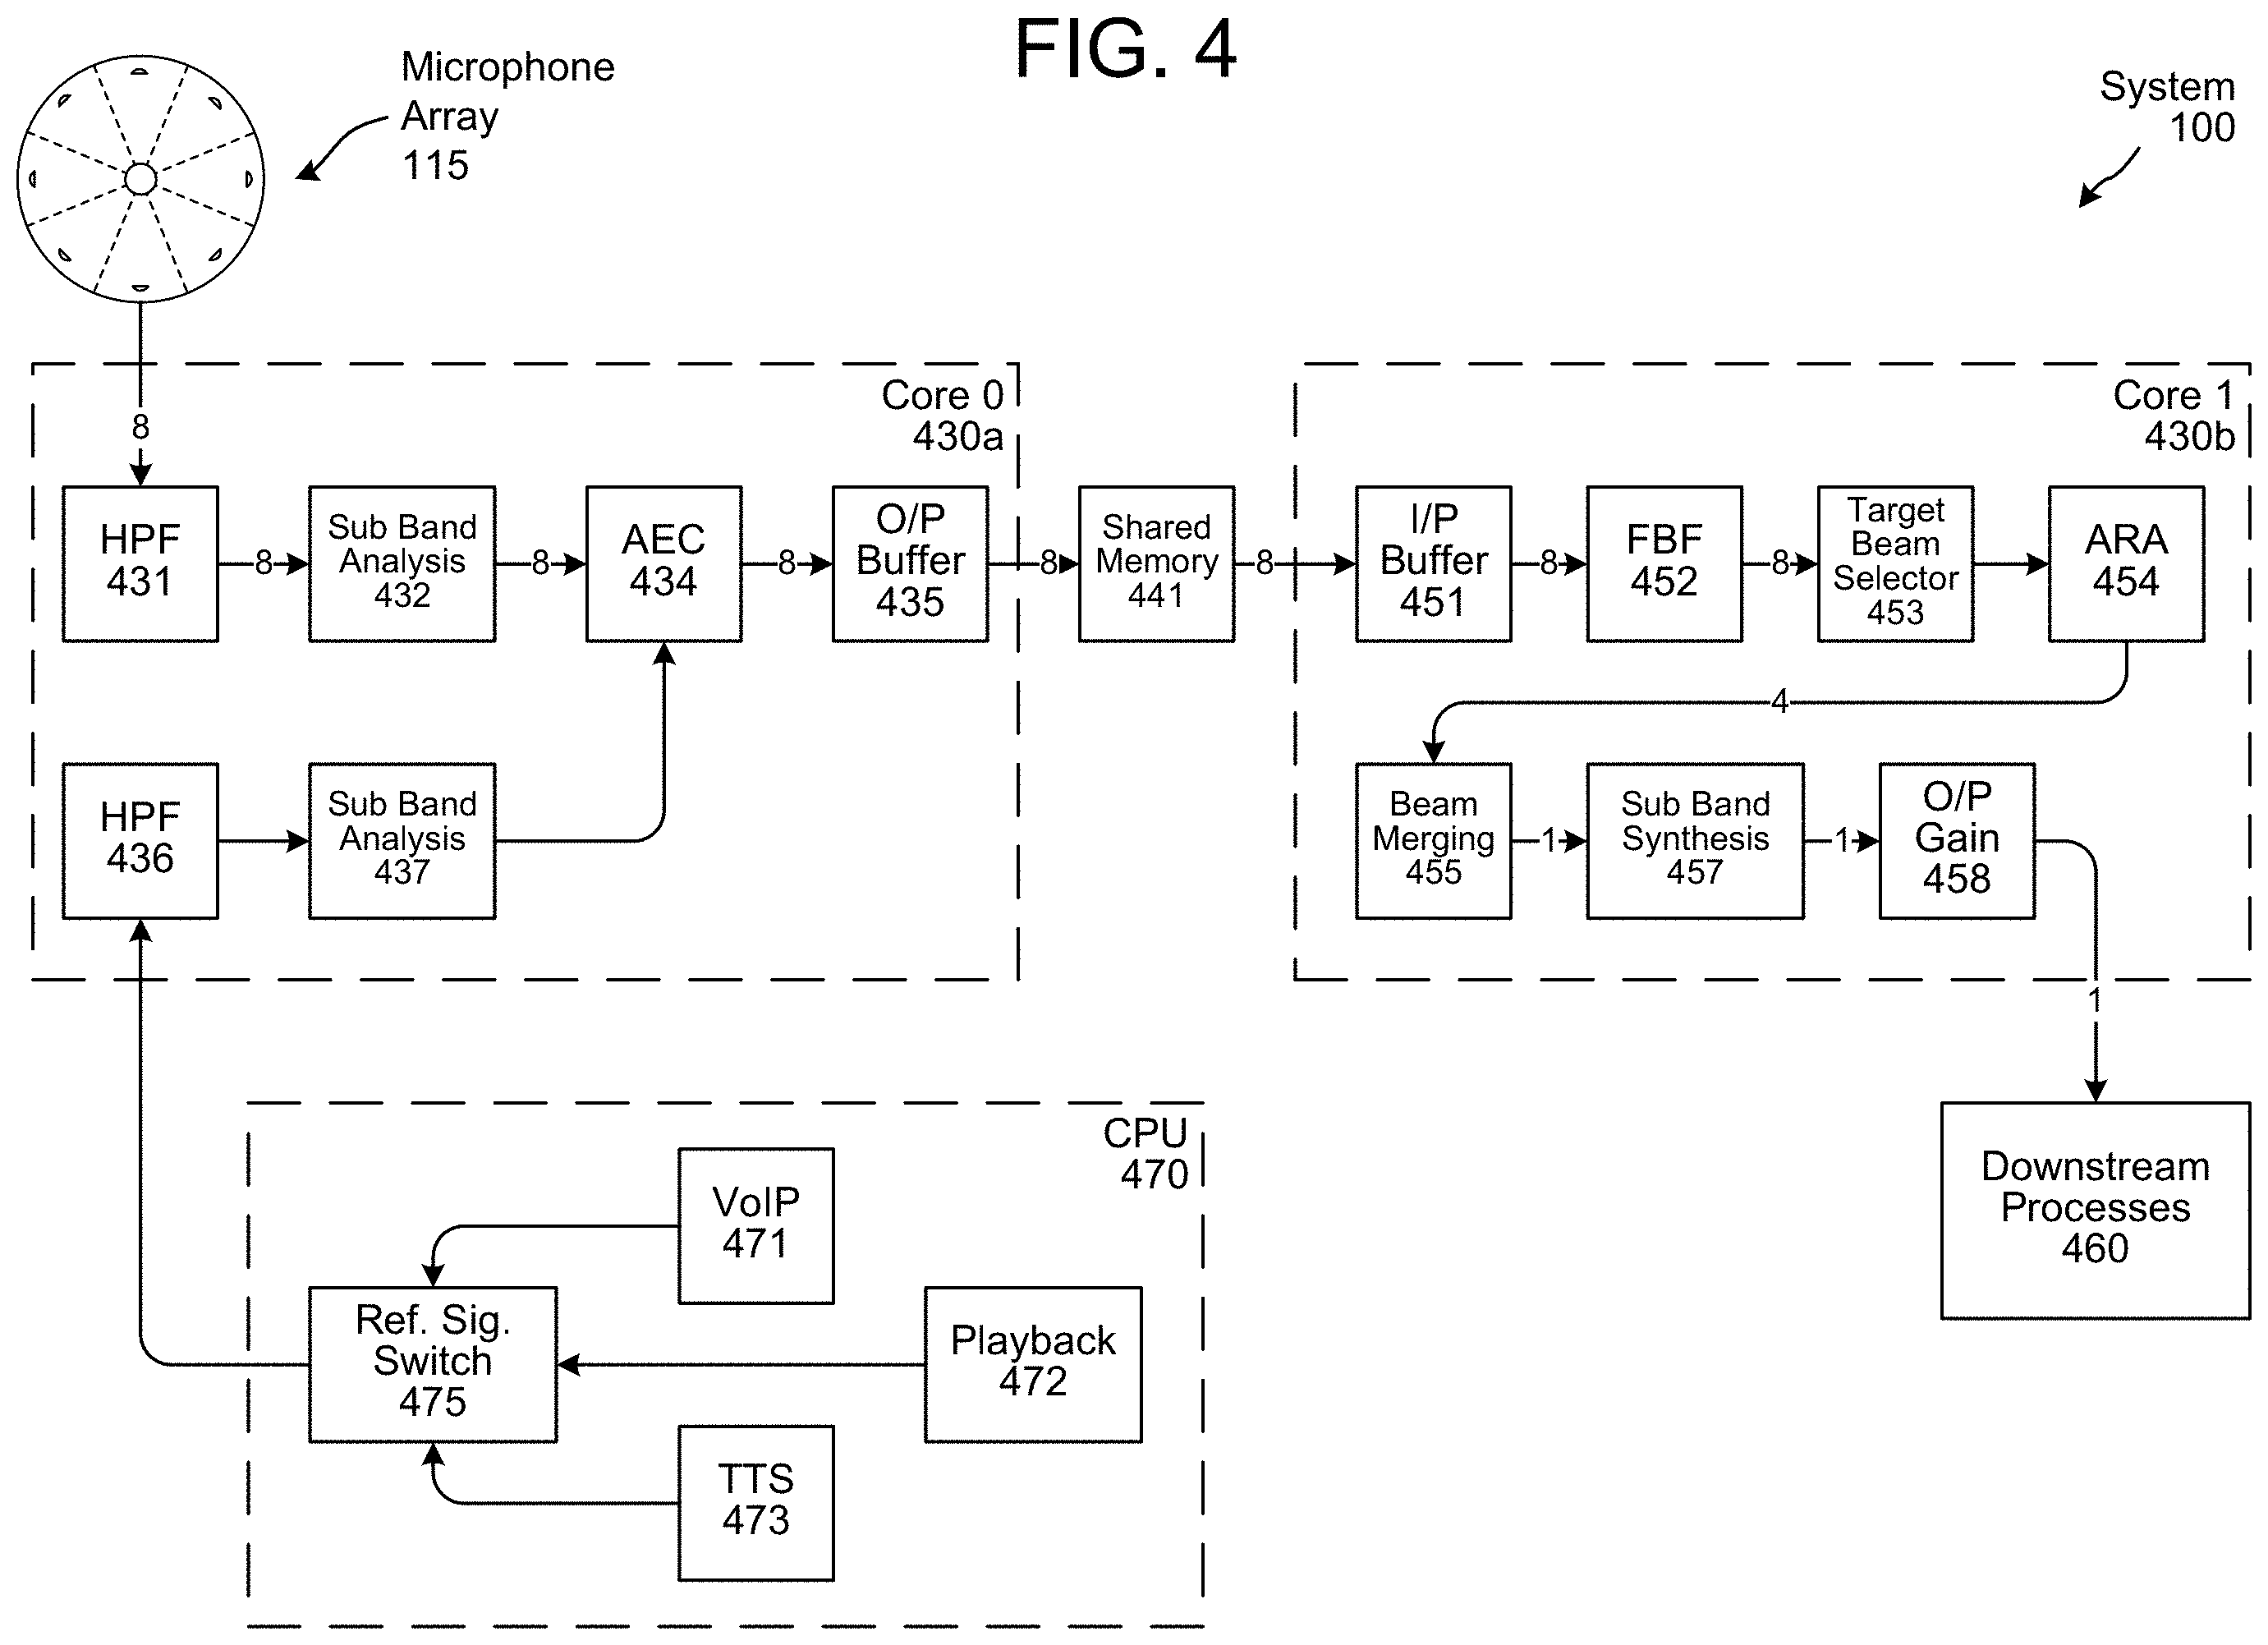 FIG. 4
Microphone
Array
115
System
100
8
Core 0
430a
HPF
431
8
Sub Band
Analysis
432
8
AEC
434
8
O/P
Buffer
435
8
Shared
Memory
441
8
Core 1
430b
I/P
Buffer
451
8
FBF
452
8
Target
Beam
Selector
453
ARA
454
4
HPF
436
Sub Band
Analysis
437
Beam
Merging
455
1
Sub Band
Synthesis
457
1
O/P
Gain
458
1
CPU
470
VoIP
471
Ref. Sig.
Switch
475
Playback
472
TTS
473
Downstream
Processes
460